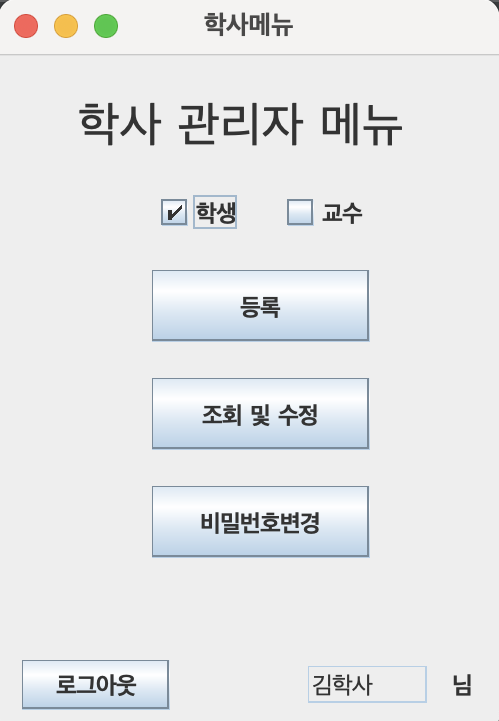 학사메뉴
학사 관리자 메뉴
학생 교수
등록
조회 및 수정
비밀번호변경
로그아웃 김학사 님